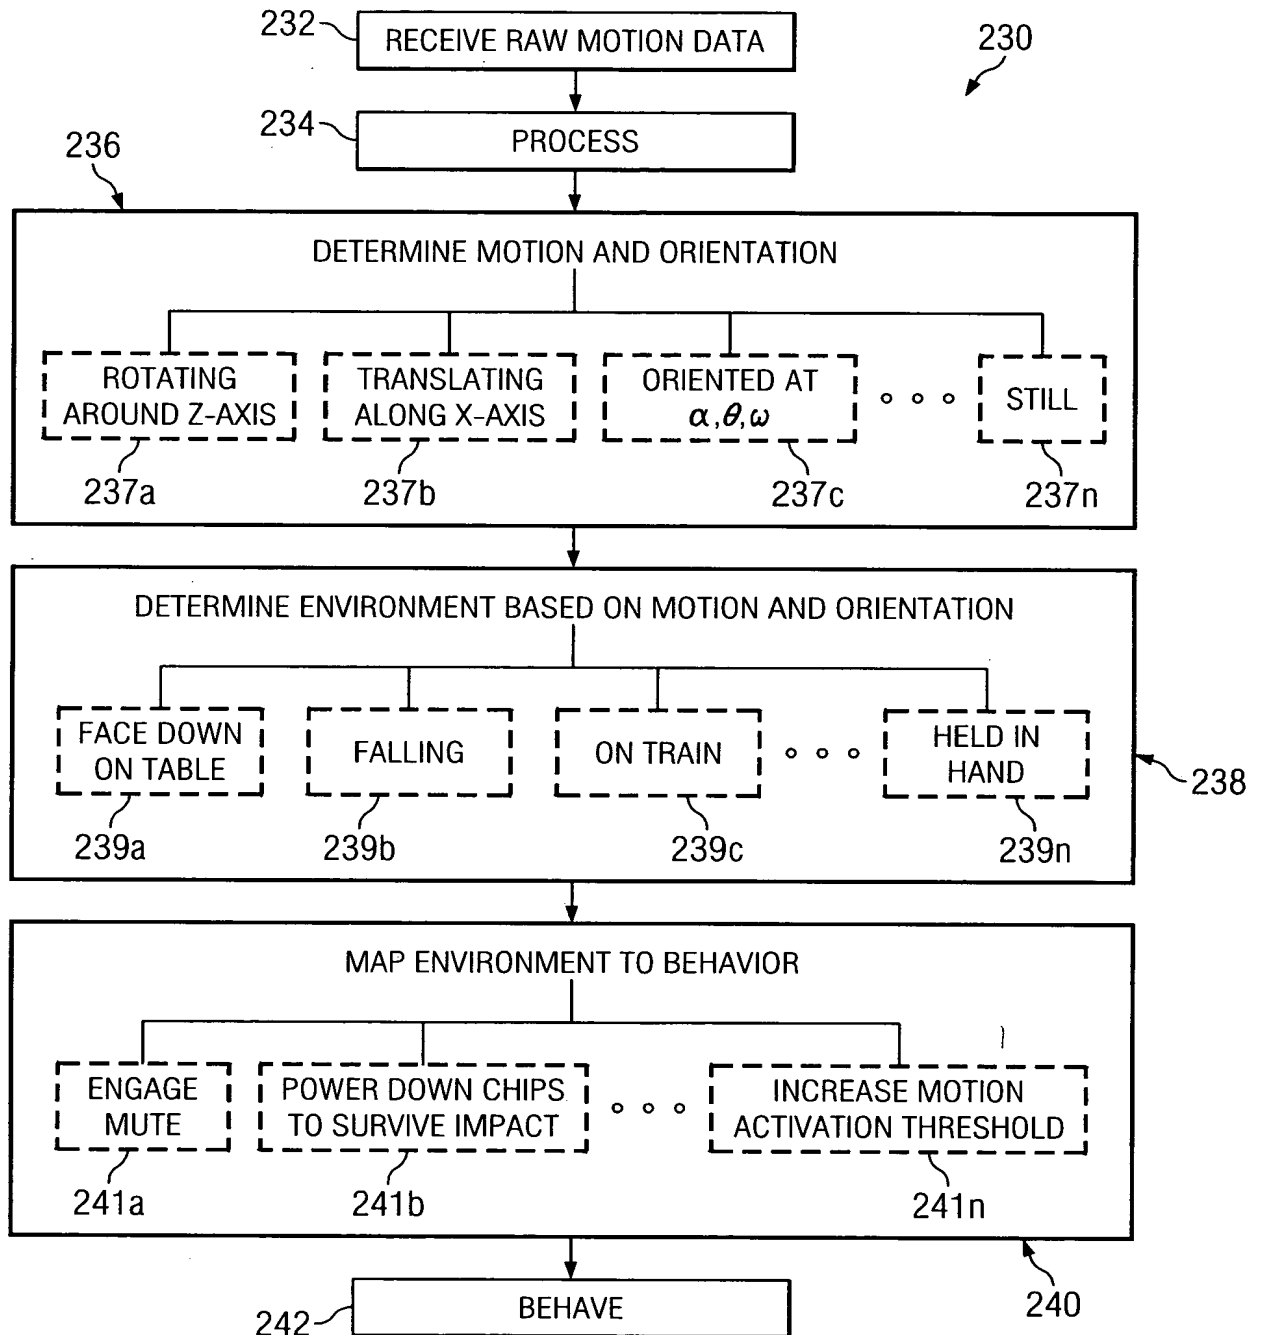 232
RECEIVE RAW MOTION DATA
230
234
PROCESS
236
DETERMINE MOTION AND ORIENTATION
ROTATING
AROUND Z-AXIS
TRANSLATING
ALONG X-AXIS
ORIENTED AT
α,θ,ω
STILL
237a
237b
237c
237n
DETERMINE ENVIRONMENT BASED ON MOTION AND ORIENTATION
FACE DOWN
ON TABLE
FALLING
ON TRAIN
HELD IN
HAND
238
239a
239b
239c
239n
MAP ENVIRONMENT TO BEHAVIOR
ENGAGE
MUTE
POWER DOWN CHIPS
TO SURVIVE IMPACT
INCREASE MOTION
ACTIVATION THRESHOLD
241a
241b
241n
240
242
BEHAVE